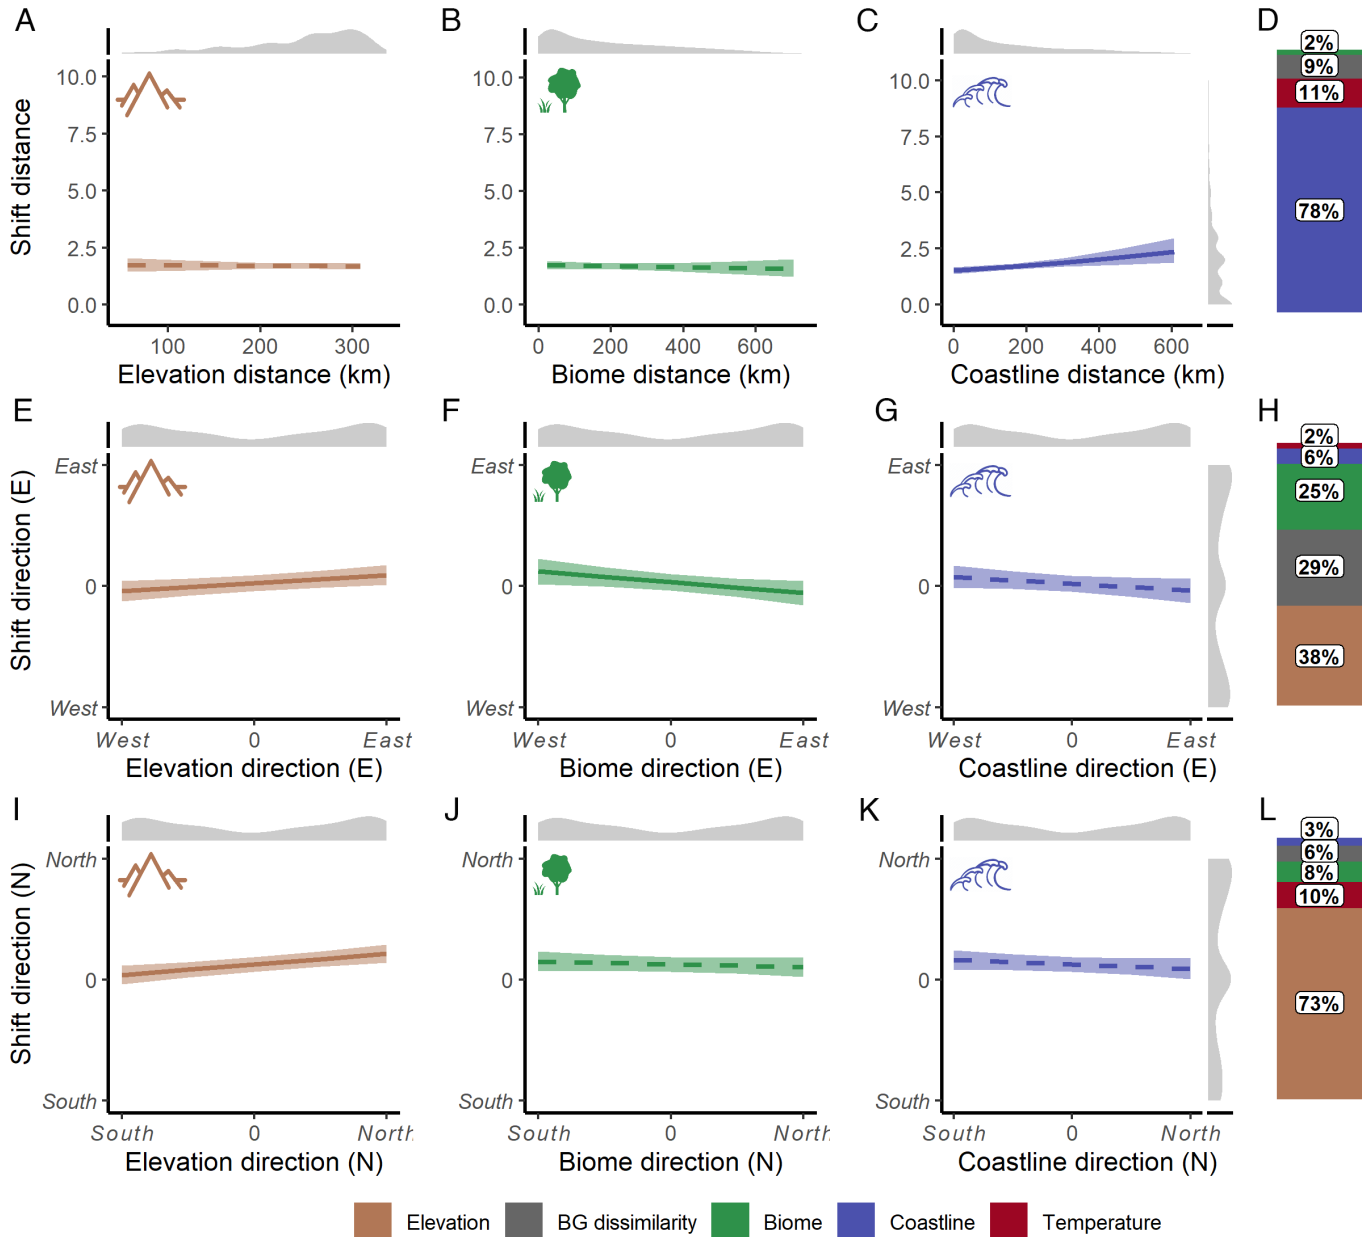 A
B
C
D
Shift distance
10.0
7.5
5.0
2.5
0.0
100 200 300
Elevation distance (km)
10.0
7.5
5.0
2.5
0.0
0 200 400 600
Biome distance (km)
10.0
7.5
5.0
2.5
0.0
0 200 400 600
Coastline distance (km)
2%
9%
11%
78%
E
F
G
H
Shift direction (E)
East
0
West
West 0 East
Elevation direction (E)
East
0
West
West 0 East
Biome direction (E)
East
0
West
West 0 East
Coastline direction (E)
2%
6%
25%
29%
38%
I
J
K
L
Shift direction (N)
North
0
South
South 0 North
Elevation direction (N)
North
0
South
South 0 North
Biome direction (N)
North
0
South
South 0 North
Coastline direction (N)
3%
6%
8%
10%
73%
Elevation BG dissimilarity Biome Coastline Temperature